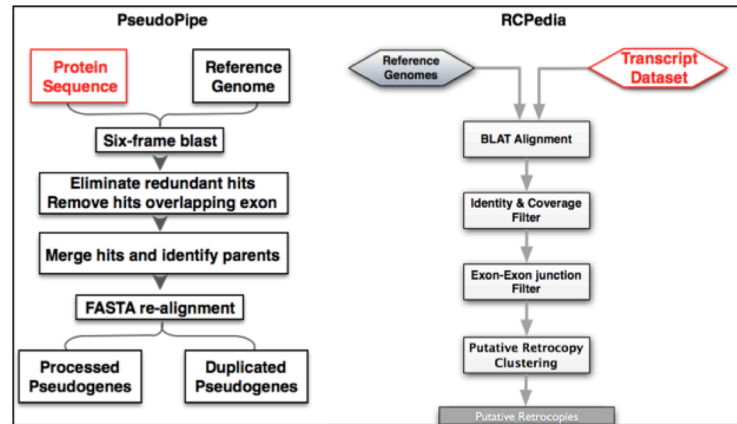 PseudoPipe
Protein
Sequence
Reference
Genome
Six-frame blast
Eliminate redundant hits
Remove hits overlapping exon
Merge hits and identify parents
FASTA re-alignment
Processed
Pseudogenes
Duplicated
Pseudogenes
RCPedia
Reference
Genomes
Transcript
Dataset
BLAT Alignment
Identity & Coverage
Filter
Exon-Exon junction
Filter
Putative Retrocopy
Clustering
Putative Retrocopies